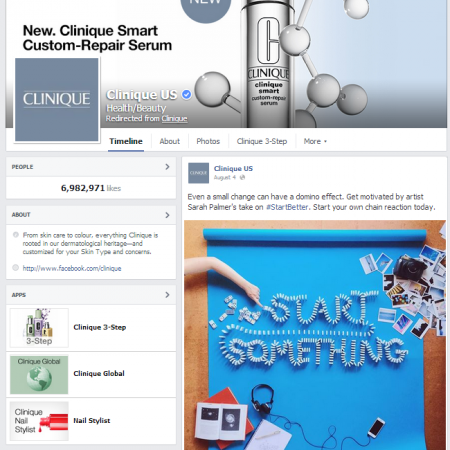 NEW
New. Clinique Smart
Custom-Repair Serum
CLINIQUE
clinique
smart
custom-repair
serum
CLINIQUE
Clinique US
Health/Beauty
Redirected from Clinique
Timeline About Photos Clinique 3-Step More
PEOPLE
6,982,971 likes
ABOUT
From skin care to colour, everything Clinique is
rooted in our dermatological heritage—and
customized for your Skin Type and concerns.
http://www.facebook.com/clinique
APPS
3-Step
Clinique 3-Step
Clinique Global
Clinique Global
Clinique
Nail
Stylist
Nail Stylist
CLINIQUE
Clinique US
August 4
Even a small change can have a domino effect. Get motivated by artist
Sarah Palmer's take on #StartBetter. Start your own chain reaction today.
START
SOMETHING